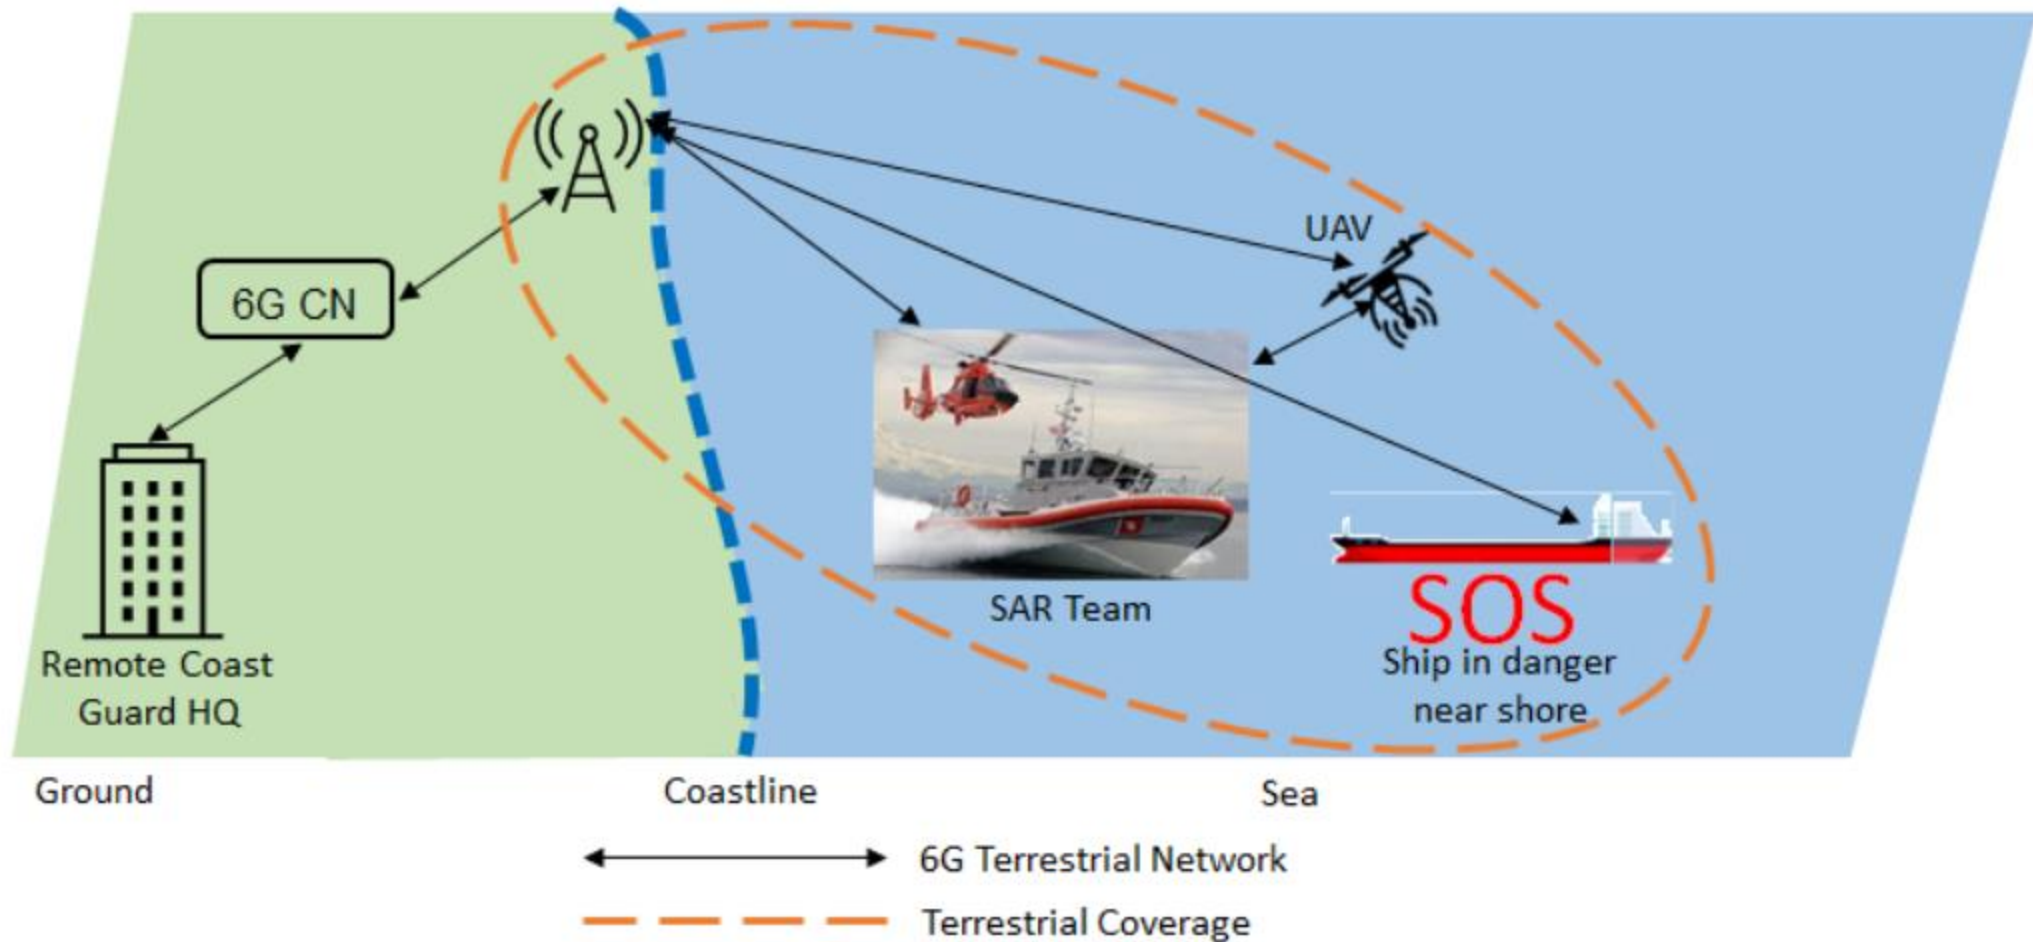 UAV
6G CN
SAR Team
SOS
Remote Coast
Guard HQ
Ship in danger
near shore
Ground
Coastline
Sea
6G Terrestrial Network
Terrestrial Coverage